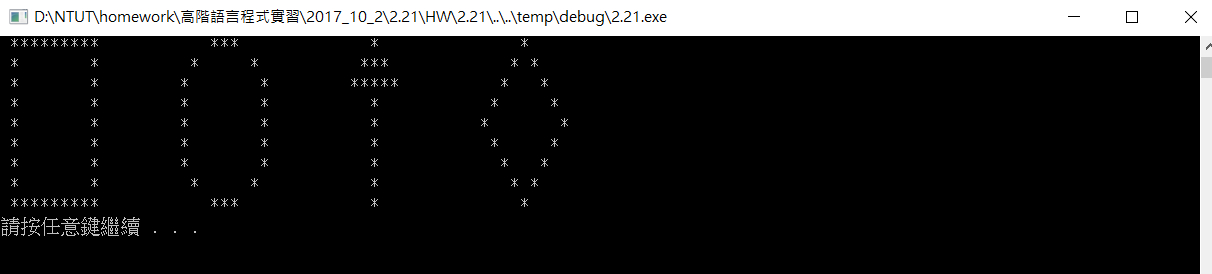 D:\NTUT\homework\高階語言程式實習\2017_10_2\2.21\HW\2.21\..\..\temp\debug\2.21.exe
 *********           ***             *              *
 *       *         *     *          ***            * *
 *       *        *       *        *****          *   *
 *       *        *       *          *           *     *
 *       *        *       *          *          *       *
 *       *        *       *          *           *     *
 *       *        *       *          *            *   *
 *       *         *     *           *             * *
 *********           ***             *              *
請按任意鍵繼續 . . .